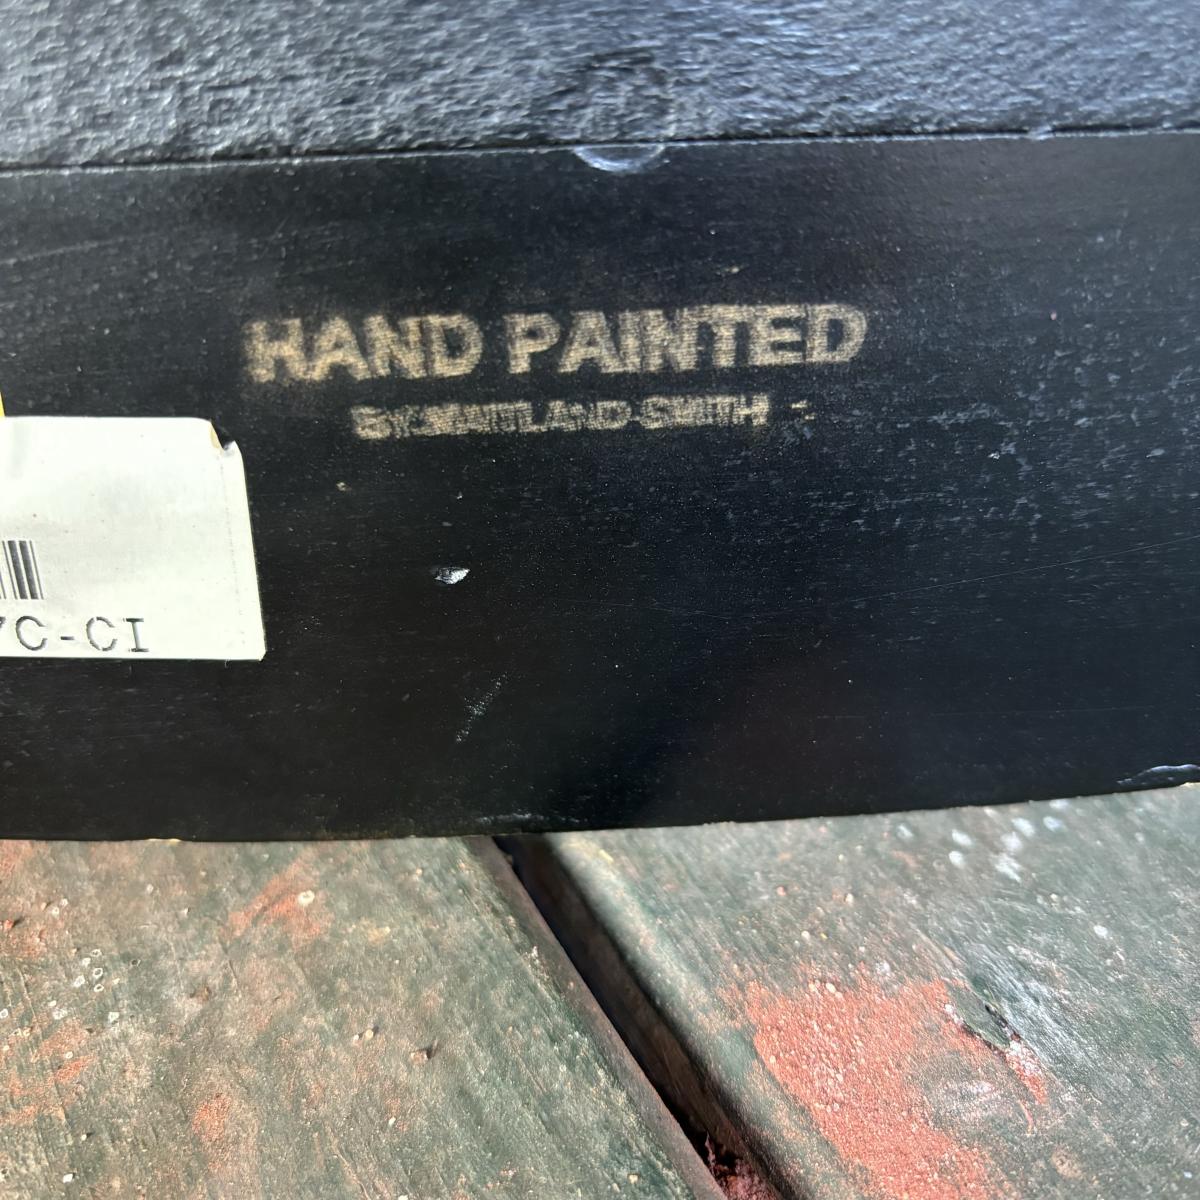 HAND PAINTED
BY MAITLAND-SMITH
7C-CI